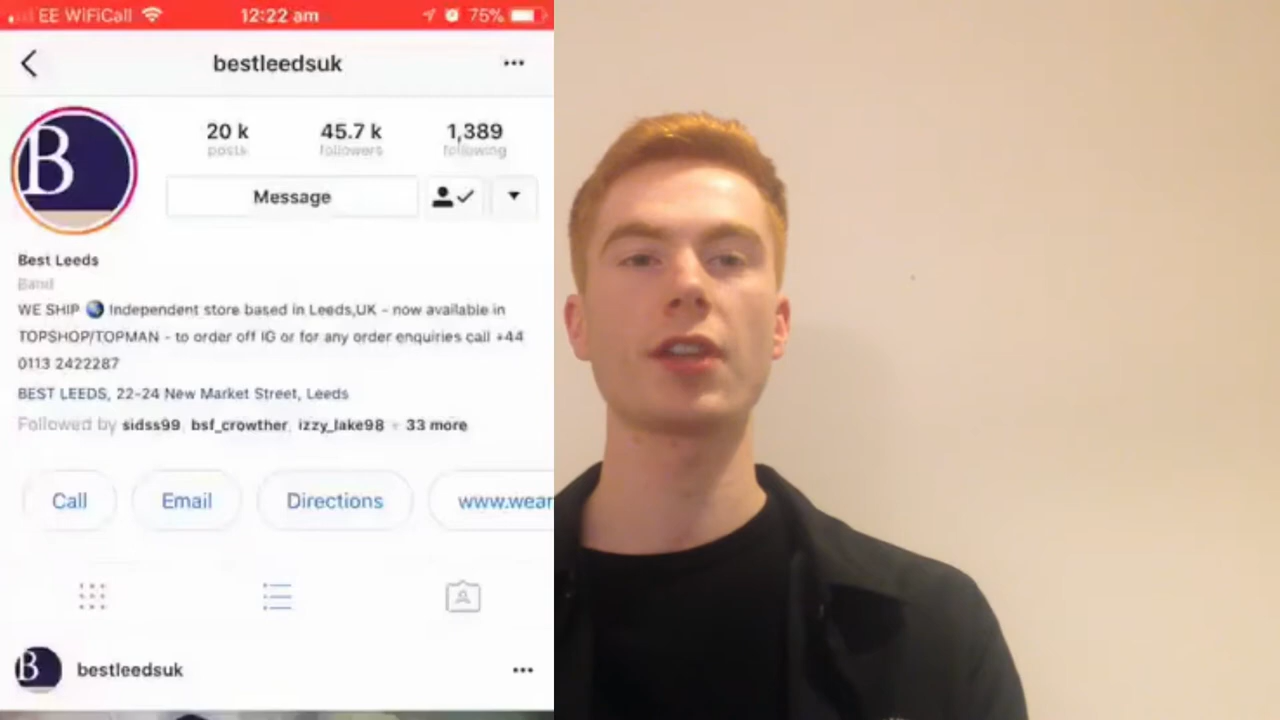 EE WiFiCall 12:22 am 75%
bestleedsuk
B
20 k 45.7 k 1,389
posts followers following
Message
Best Leeds
Band
WE SHIP 🌍 Independent store based in Leeds,UK - now available in
TOPSHOP/TOPMAN - to order off IG or for any order enquiries call +44
0113 2422287
BEST LEEDS, 22-24 New Market Street, Leeds
Followed by sidss99, bsf_crowther, izzy_lake98 + 33 more
Call Email Directions www.wear
B bestleedsuk